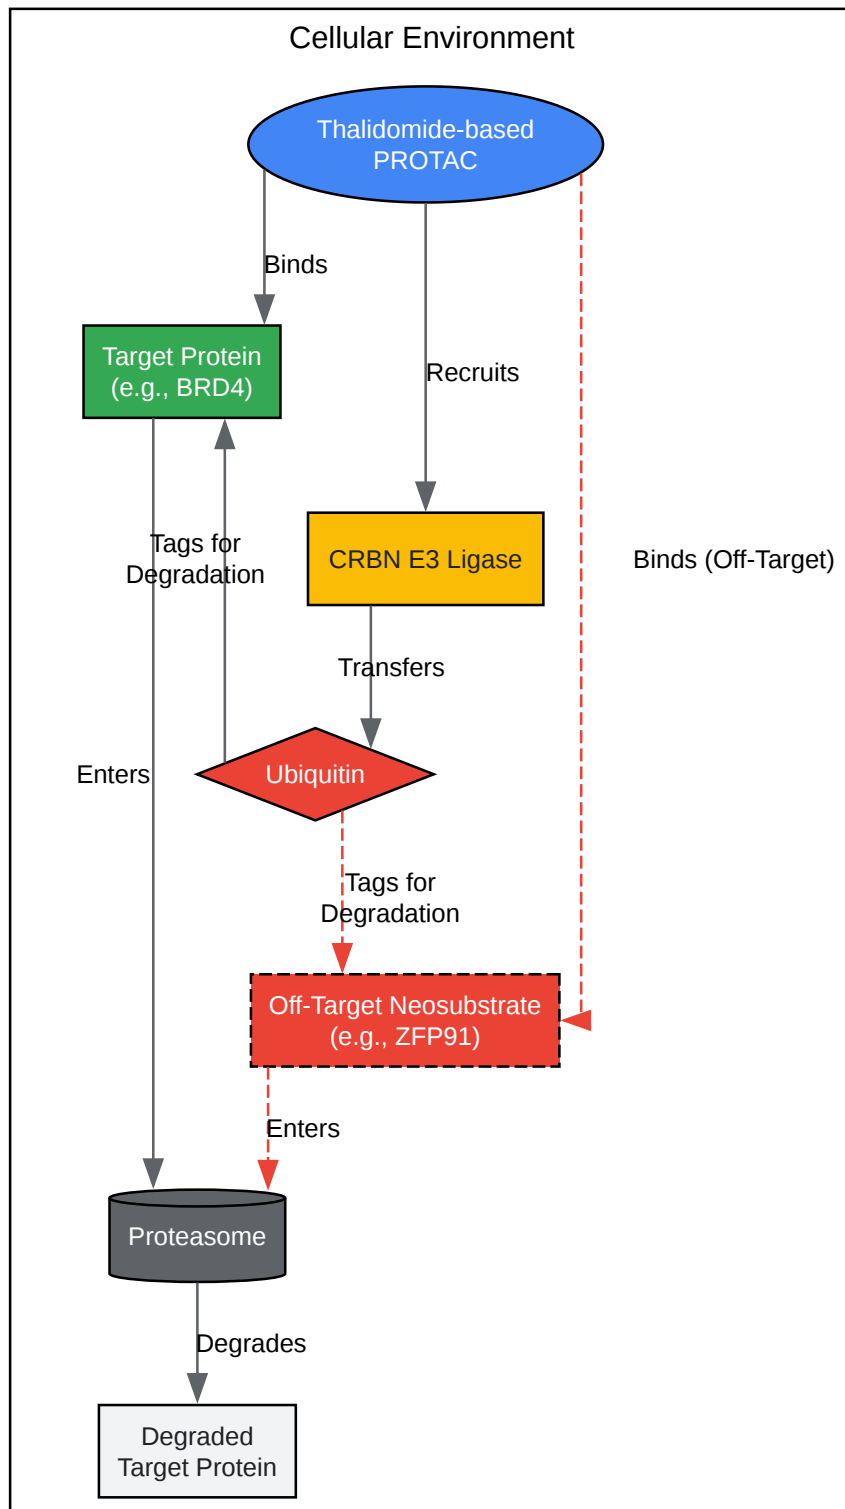 Cellular Environment
Thalidomide-based
PROTAC
Binds
Target Protein
(e.g., BRD4)
Recruits
Tags for
Degradation
CRBN E3 Ligase
Binds (Off-Target)
Transfers
Enters
Ubiquitin
Tags for
Degradation
Off-Target Neosubstrate
(e.g., ZFP91)
Enters
Proteasome
Degrades
Degraded
Target Protein